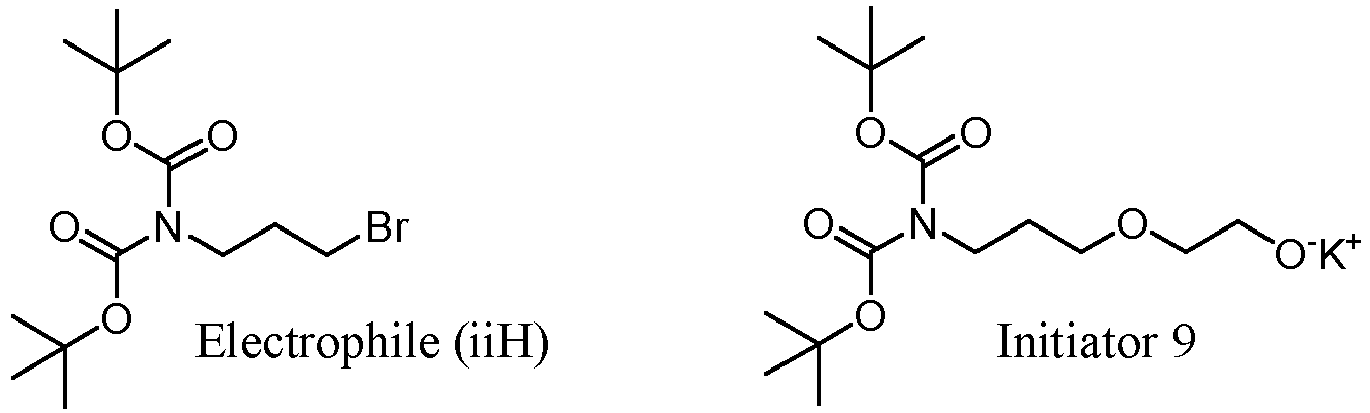 O O
O N Br
O
Electrophile (iiH)
O O
O N O O⁻K⁺
O
Initiator 9